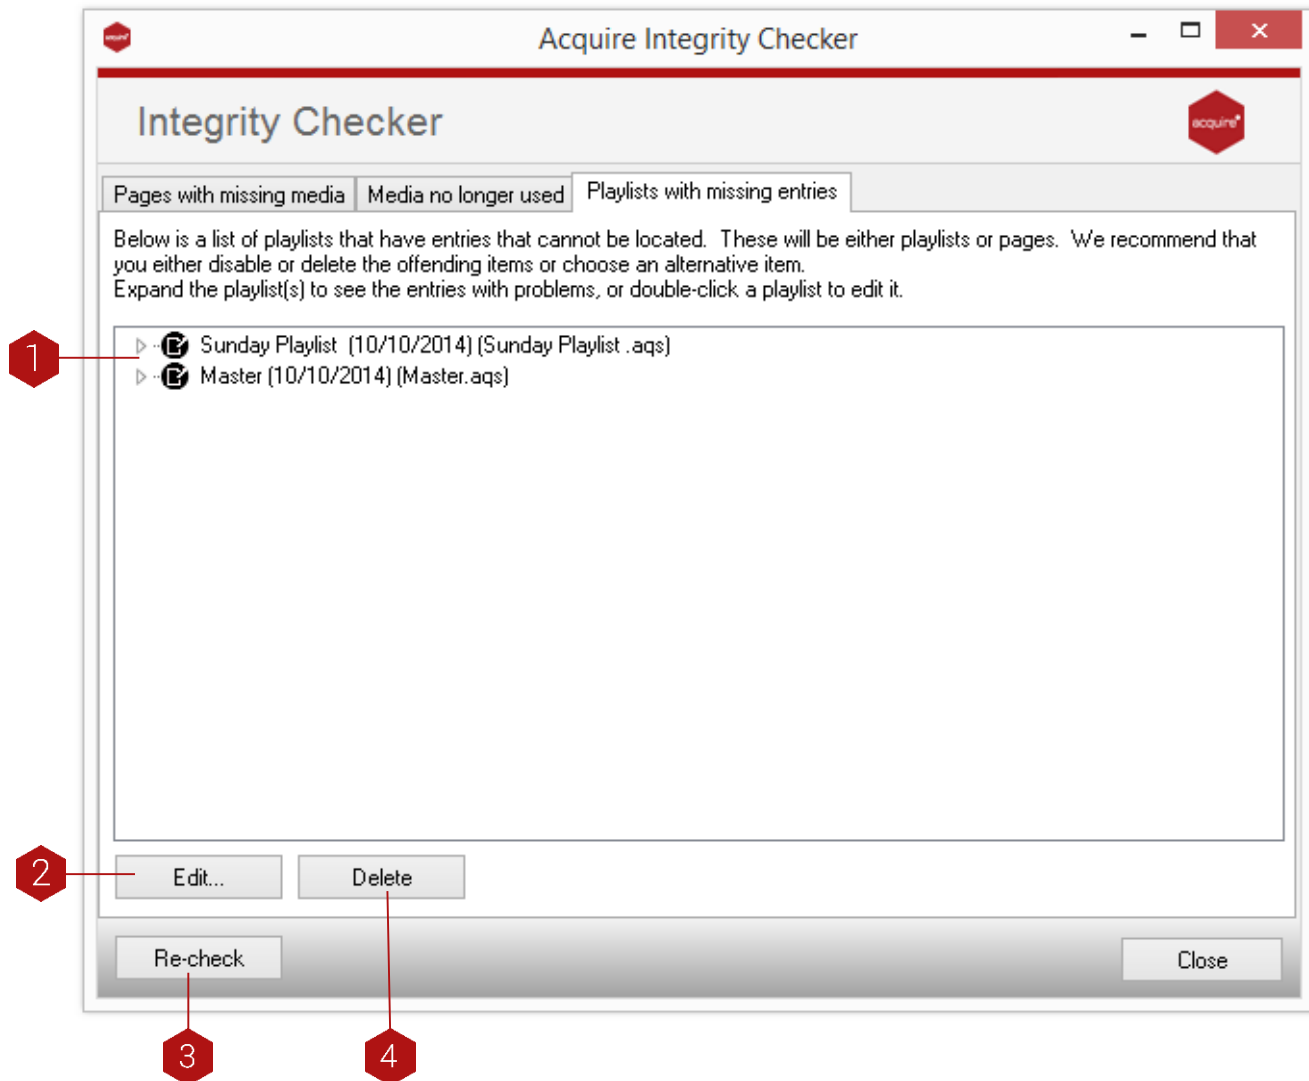 acquire
Acquire Integrity Checker
Integrity Checker
acquire
Pages with missing media
Media no longer used
Playlists with missing entries
Below is a list of playlists that have entries that cannot be located.  These will be either playlists or pages.  We recommend that
you either disable or delete the offending items or choose an alternative item.
Expand the playlist(s) to see the entries with problems, or double-click a playlist to edit it.
1
Sunday Playlist  (10/10/2014) (Sunday Playlist .aqs)
Master (10/10/2014) (Master.aqs)
2
Edit...
Delete
Re-check
Close
3
4